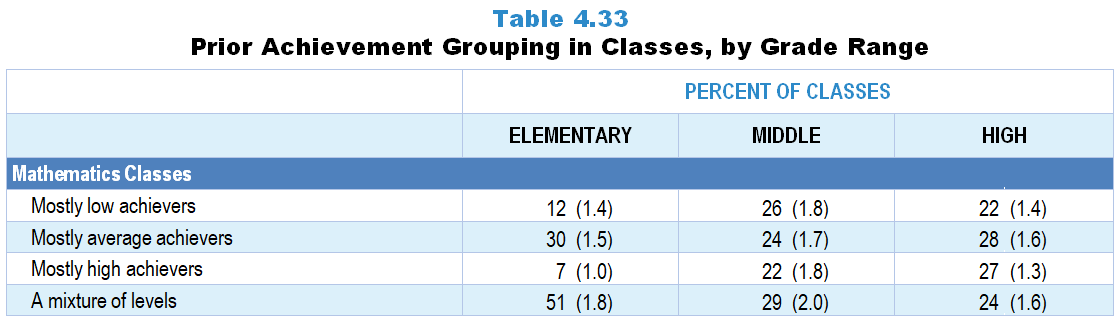 Table 4.33
Prior Achievement Grouping in Classes, by Grade Range
PERCENT OF CLASSES
ELEMENTARY MIDDLE HIGH
Mathematics Classes
Mostly low achievers 12 (1.4) 26 (1.8) 22 (1.4)
Mostly average achievers 30 (1.5) 24 (1.7) 28 (1.6)
Mostly high achievers 7 (1.0) 22 (1.8) 27 (1.3)
A mixture of levels 51 (1.8) 29 (2.0) 24 (1.6)